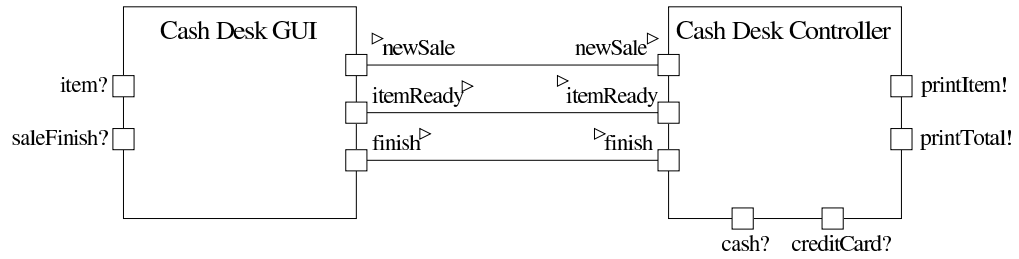 Cash Desk GUI
Cash Desk Controller
newSale
newSale
item?
itemReady
itemReady
printItem!
saleFinish?
finish
finish
printTotal!
cash?
creditCard?